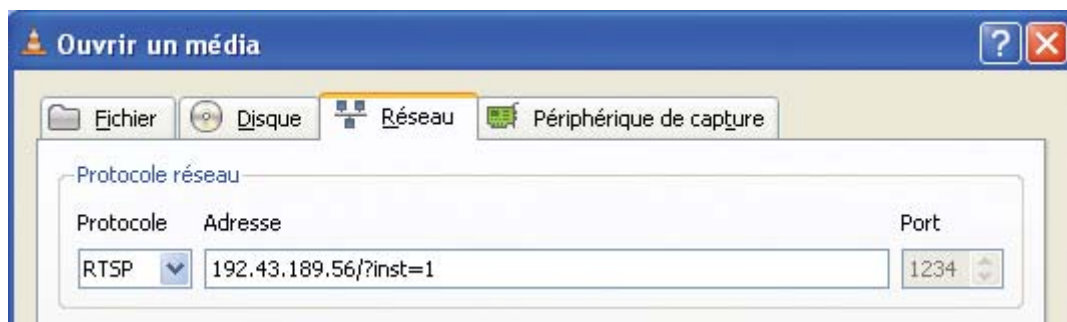 Ouvrir un média
Fichier Disque Réseau Périphérique de capture
Protocole réseau
Protocole Adresse Port
RTSP 192.43.189.56/?inst=1 1234